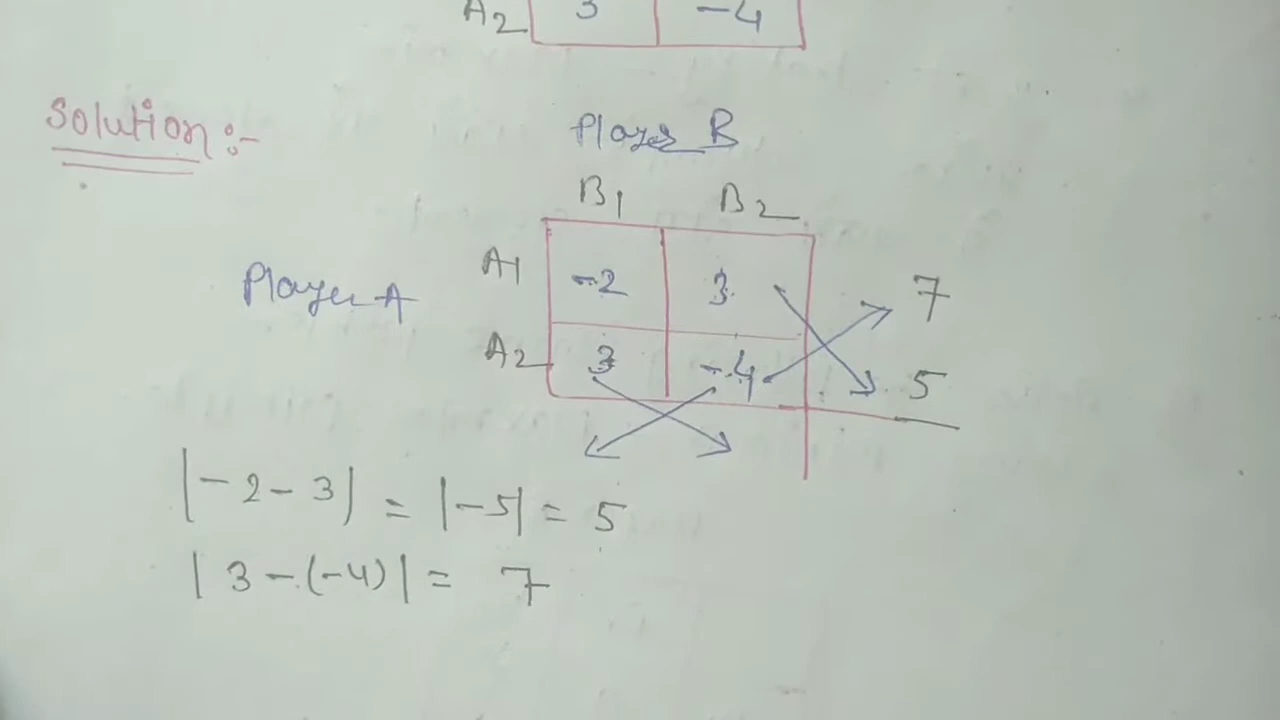 A2 3 -4
Solution:-
Player B
B1 B2
A1 -2 3 7
Player A
A2 3 -4 5
|-2-3| = |-5| = 5
|3-(-4)| = 7